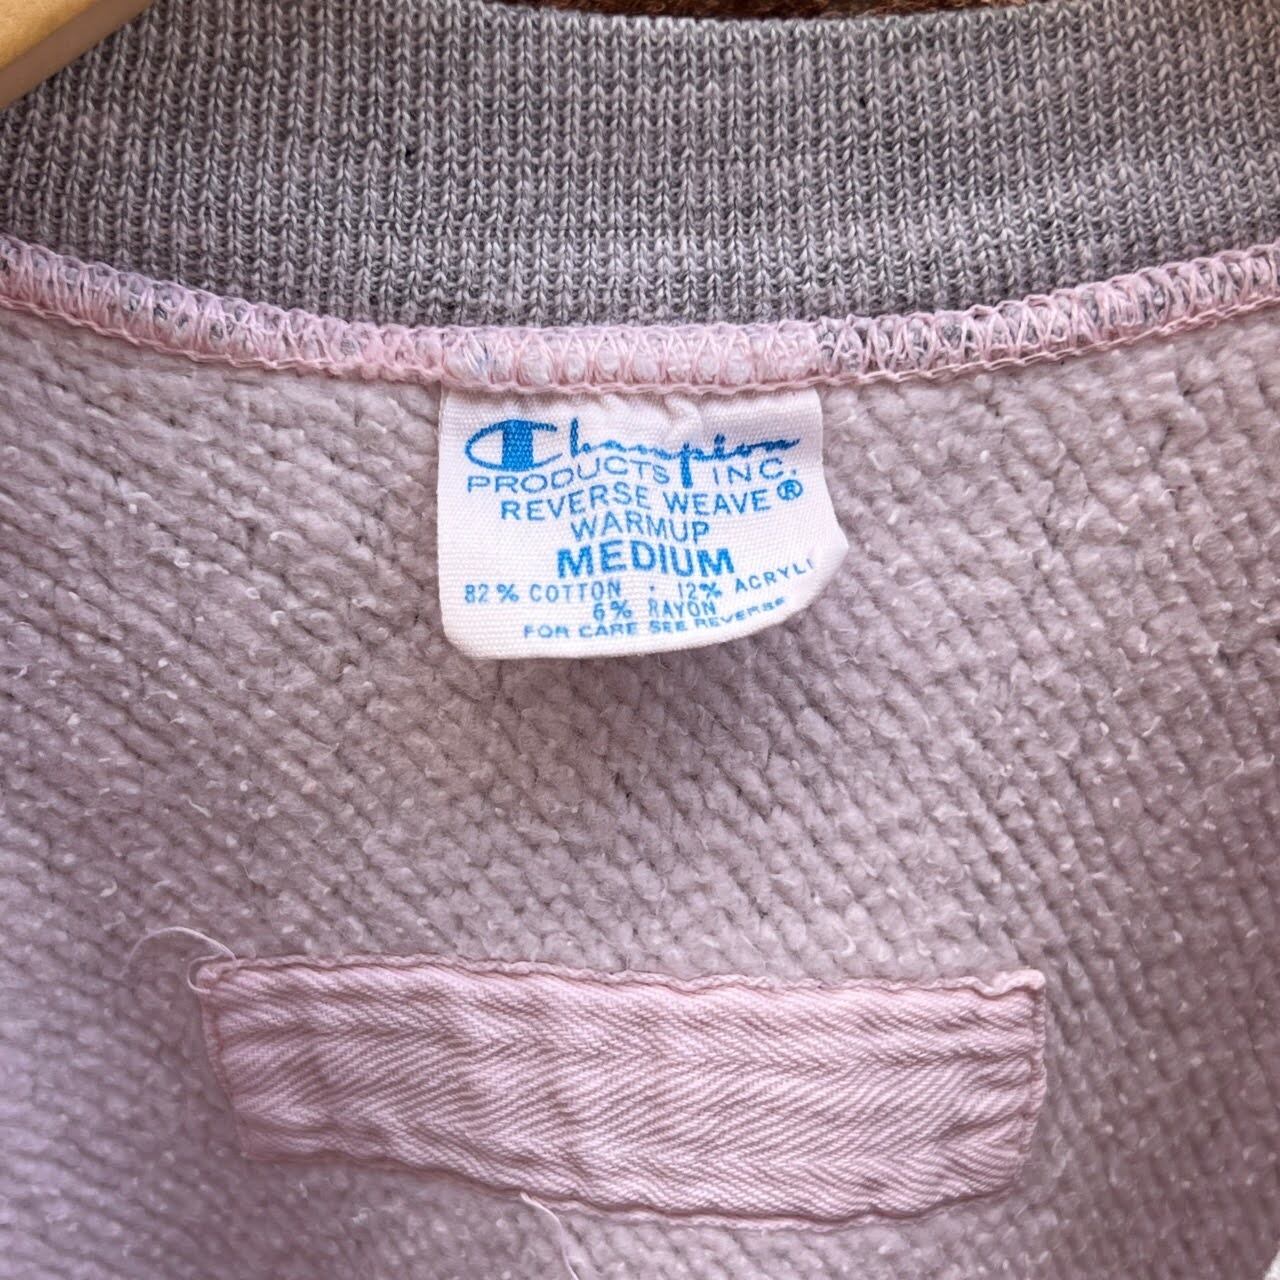 Champion
PRODUCTS INC.
REVERSE WEAVE®
WARMUP
MEDIUM
82% COTTON · 12% ACRYLI
6% RAYON
FOR CARE SEE REVERSE